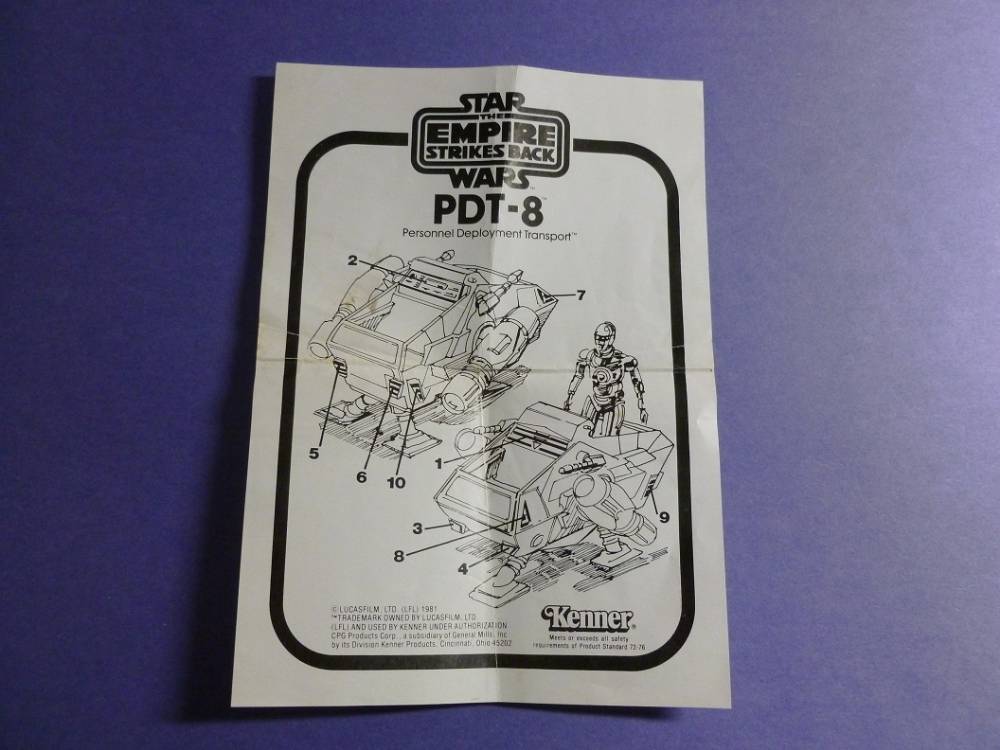 STAR
THE
EMPIRE
STRIKES BACK
WARS™
PDT-8™
Personnel Deployment Transport™
2
7
5
6
10
1
3
8
4
9
© LUCASFILM, LTD. (LFL) 1981
™TRADEMARK OWNED BY LUCASFILM, LTD
(LFL) AND USED BY KENNER UNDER AUTHORIZATION
CPG Products Corp., a subsidiary of General Mills, Inc
by its Division Kenner Products, Cincinnati, Ohio 45202
Kenner®
Meets or exceeds all safety
requirements of Product Standard 72-76